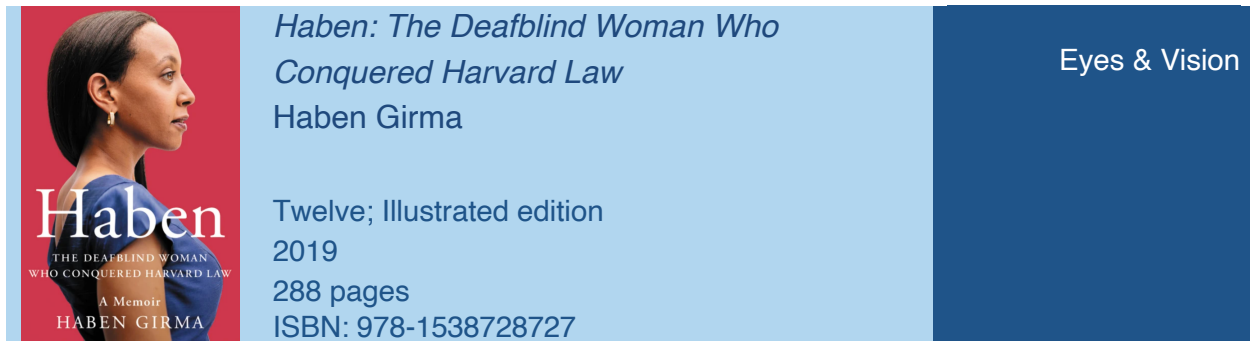 Haben
THE DEAFBLIND WOMAN
WHO CONQUERED HARVARD LAW
A Memoir
HABEN GIRMA
Haben: The Deafblind Woman Who
Conquered Harvard Law
Haben Girma
Twelve; Illustrated edition
2019
288 pages
ISBN: 978-1538728727
Eyes & Vision